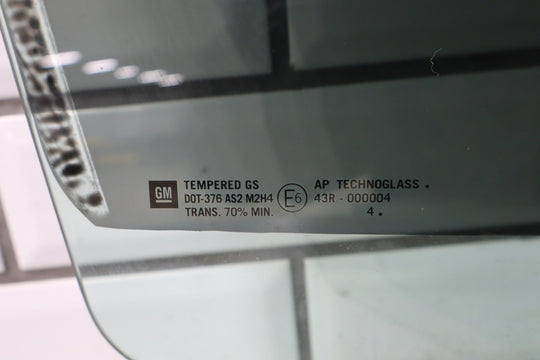 GM
TEMPERED GS
DOT-376 AS2 M2H4
TRANS. 70% MIN.
E6
AP TECHNOGLASS .
43R - 000004
4 .